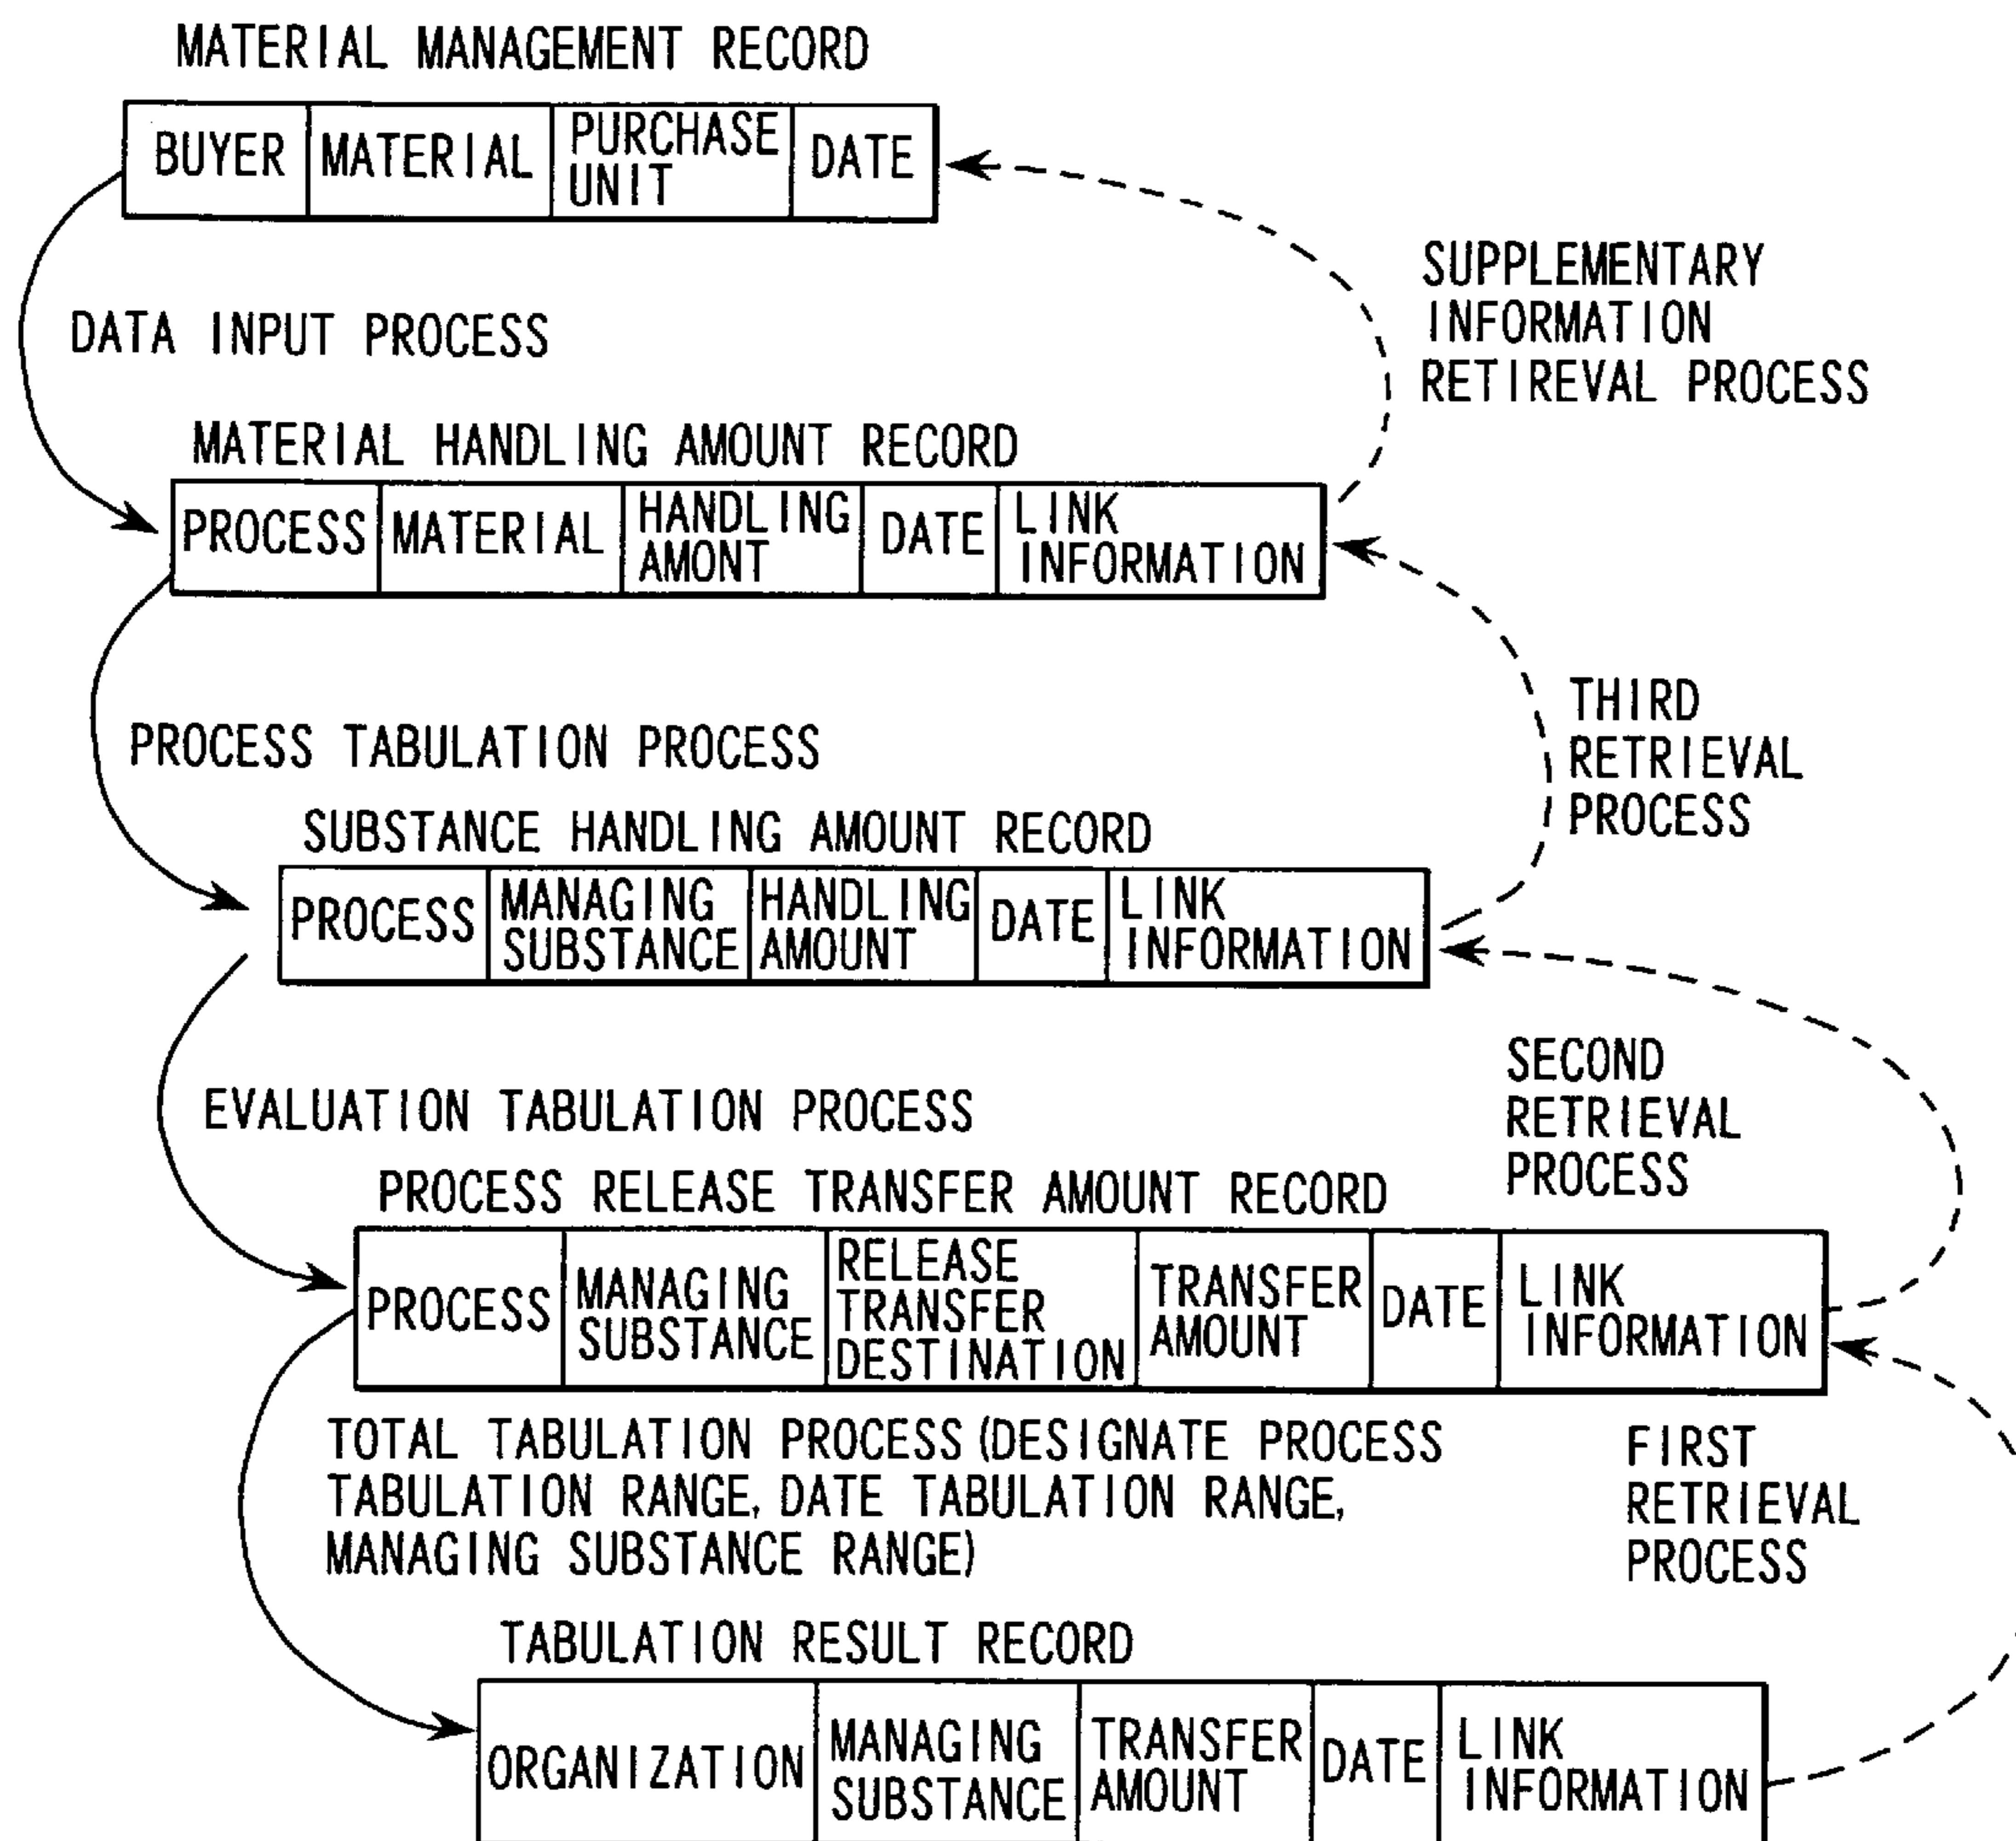 MATERIAL MANAGEMENT RECORD
BUYER
MATERIAL
PURCHASE
UNIT
DATE
SUPPLEMENTARY
INFORMATION
RETIREVAL PROCESS
DATA INPUT PROCESS
MATERIAL HANDLING AMOUNT RECORD
PROCESS
MATERIAL
HANDLING
AMONT
DATE
LINK
INFORMATION
THIRD
RETRIEVAL
PROCESS
PROCESS TABULATION PROCESS
SUBSTANCE HANDLING AMOUNT RECORD
PROCESS
MANAGING
SUBSTANCE
HANDLING
AMOUNT
DATE
LINK
INFORMATION
SECOND
RETRIEVAL
PROCESS
EVALUATION TABULATION PROCESS
PROCESS RELEASE TRANSFER AMOUNT RECORD
PROCESS
MANAGING
SUBSTANCE
RELEASE
TRANSFER
DESTINATION
TRANSFER
AMOUNT
DATE
LINK
INFORMATION
TOTAL TABULATION PROCESS (DESIGNATE PROCESS
TABULATION RANGE, DATE TABULATION RANGE,
MANAGING SUBSTANCE RANGE)
FIRST
RETRIEVAL
PROCESS
TABULATION RESULT RECORD
ORGANIZATION
MANAGING
SUBSTANCE
TRANSFER
AMOUNT
DATE
LINK
INFORMATION